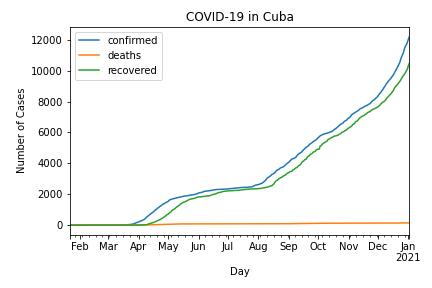 COVID-19 in Cuba
confirmed
deaths
recovered
Number of Cases
12000
10000
8000
6000
4000
2000
0
Feb Mar Apr May Jun Jul Aug Sep Oct Nov Dec Jan
2021
Day